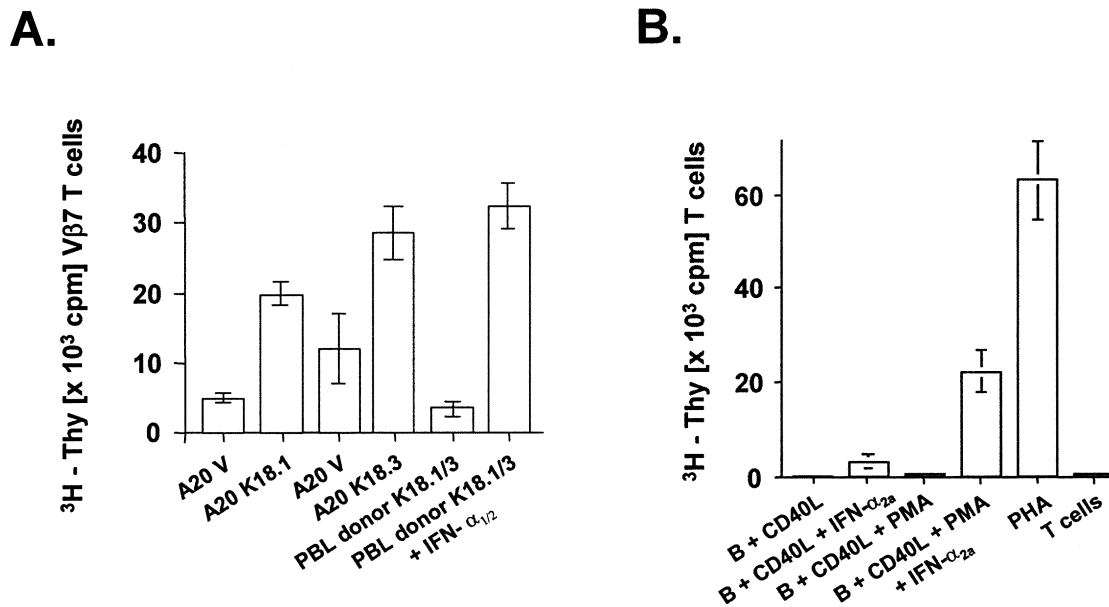 A.
³H - Thy [x 10³ cpm] Vβ7 T cells
40
30
20
10
0
A20 V
A20 K18.1
A20 V
A20 K18.3
PBL donor K18.1/3
PBL donor K18.1/3
+ IFN- α1/2
B.
³H - Thy [x 10³ cpm] T cells
60
40
20
0
B + CD40L
B + CD40L + IFN-α2a
B + CD40L + PMA
B + CD40L + PMA
+ IFN-α2a
PHA
T cells